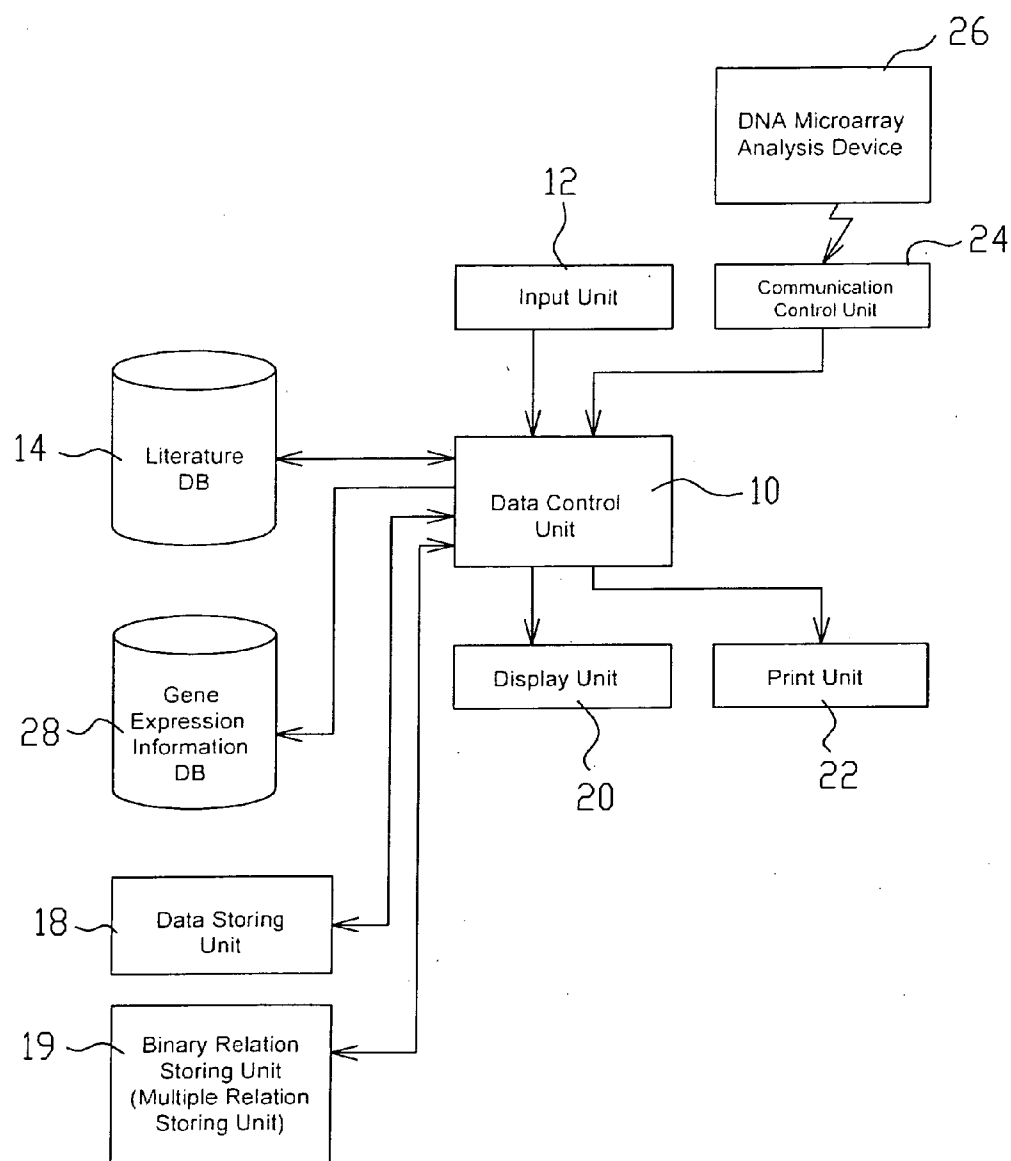 26
DNA Microarray
Analysis Device
12
24
Input Unit
Communication
Control Unit
14
Literature
DB
Data Control
Unit
10
28
Gene
Expression
Information
DB
Display Unit
Print Unit
20
22
18
Data Storing
Unit
19
Binary Relation
Storing Unit
(Multiple Relation
Storing Unit)